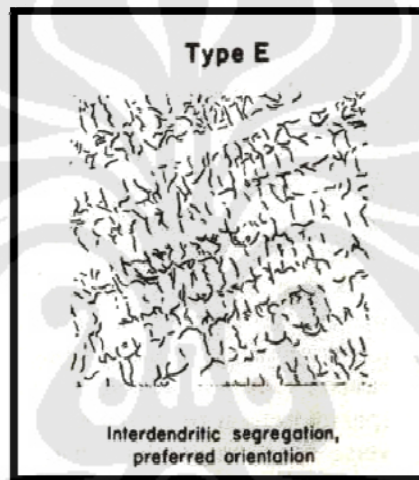 Type E
Interdendritic segregation,
preferred orientation